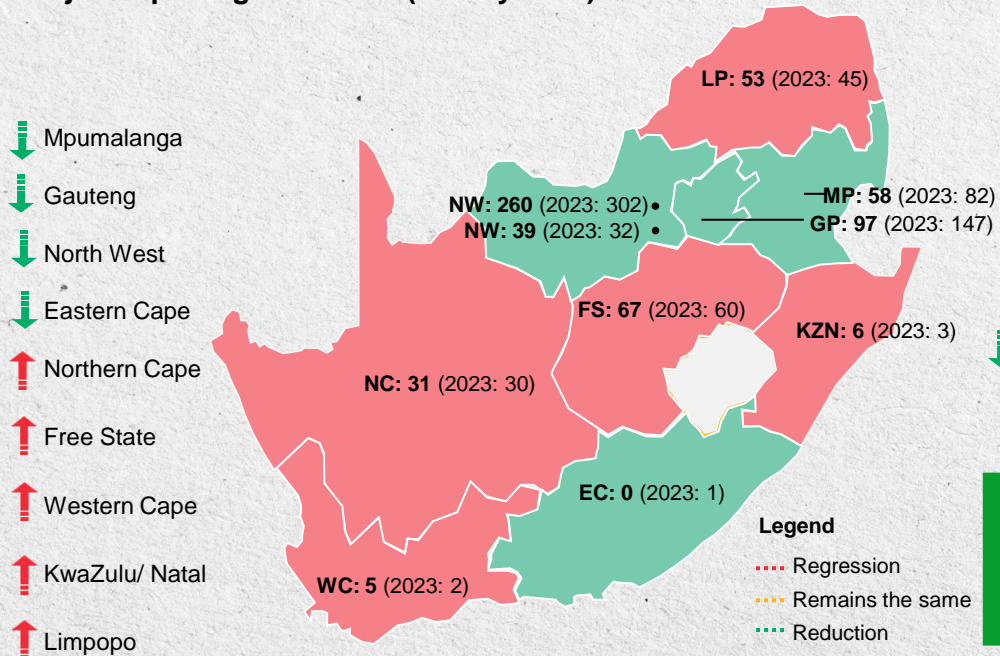 Mpumalanga
Gauteng
North West
Eastern Cape
Northern Cape
Free State
Western Cape
KwaZulu/ Natal
Limpopo
LP: 53 (2023: 45)
NW: 260 (2023: 302)
NW: 39 (2023: 32)
MP: 58 (2023: 82)
GP: 97 (2023: 147)
FS: 67 (2023: 60)
KZN: 6 (2023: 3)
NC: 31 (2023: 30)
EC: 0 (2023: 1)
WC: 5 (2023: 2)
Legend
Regression
Remains the same
Reduction